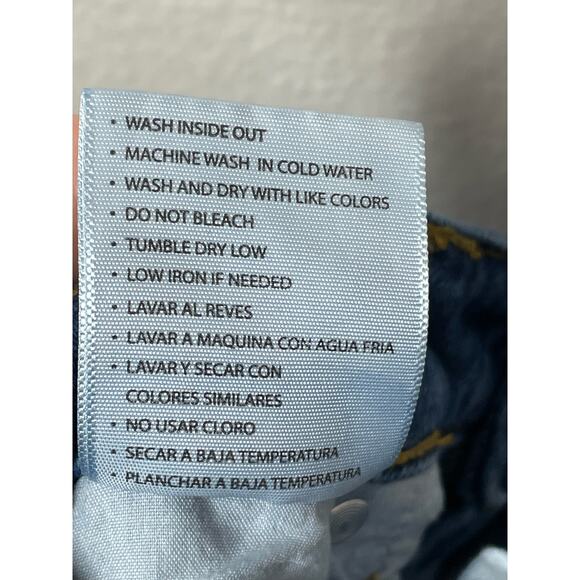 • WASH INSIDE OUT
• MACHINE WASH IN COLD WATER
• WASH AND DRY WITH LIKE COLORS
• DO NOT BLEACH
• TUMBLE DRY LOW
• LOW IRON IF NEEDED
• LAVAR AL REVES
• LAVAR A MAQUINA CON AGUA FRIA
• LAVAR Y SECAR CON
COLORES SIMILARES
• NO USAR CLORO
• SECAR A BAJA TEMPERATURA
• PLANCHAR A BAJA TEMPERATURA